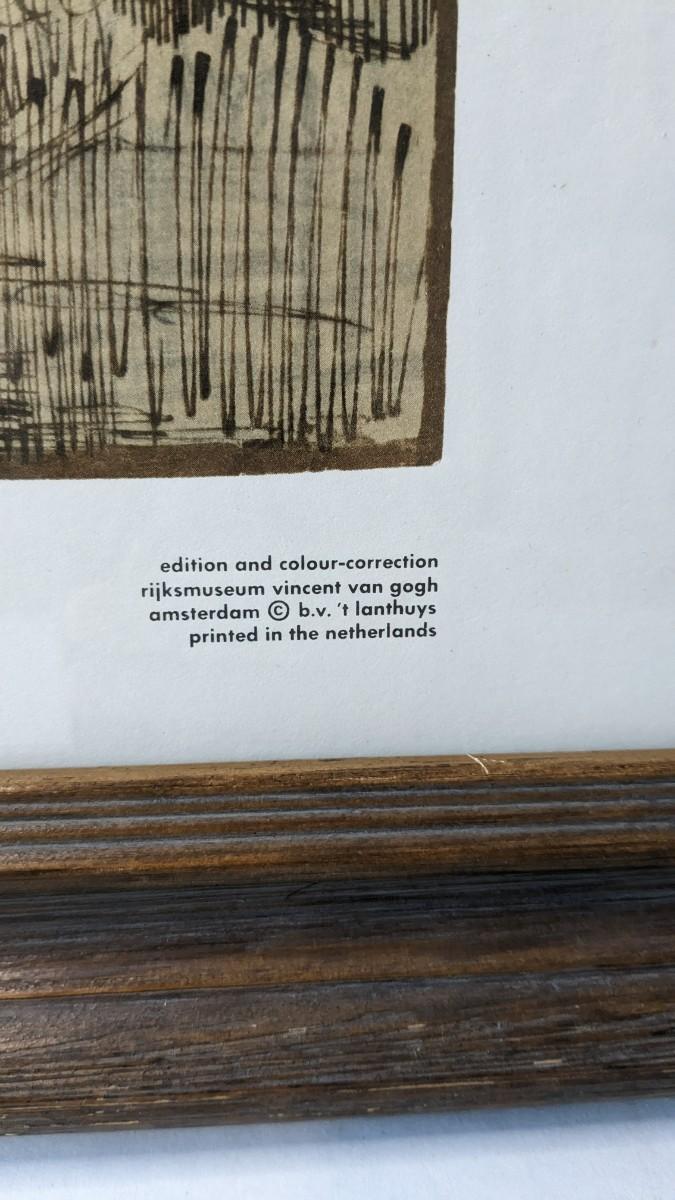 edition and colour-correction
rijksmuseum vincent van gogh
amsterdam © b.v. 't lanthuys
printed in the netherlands